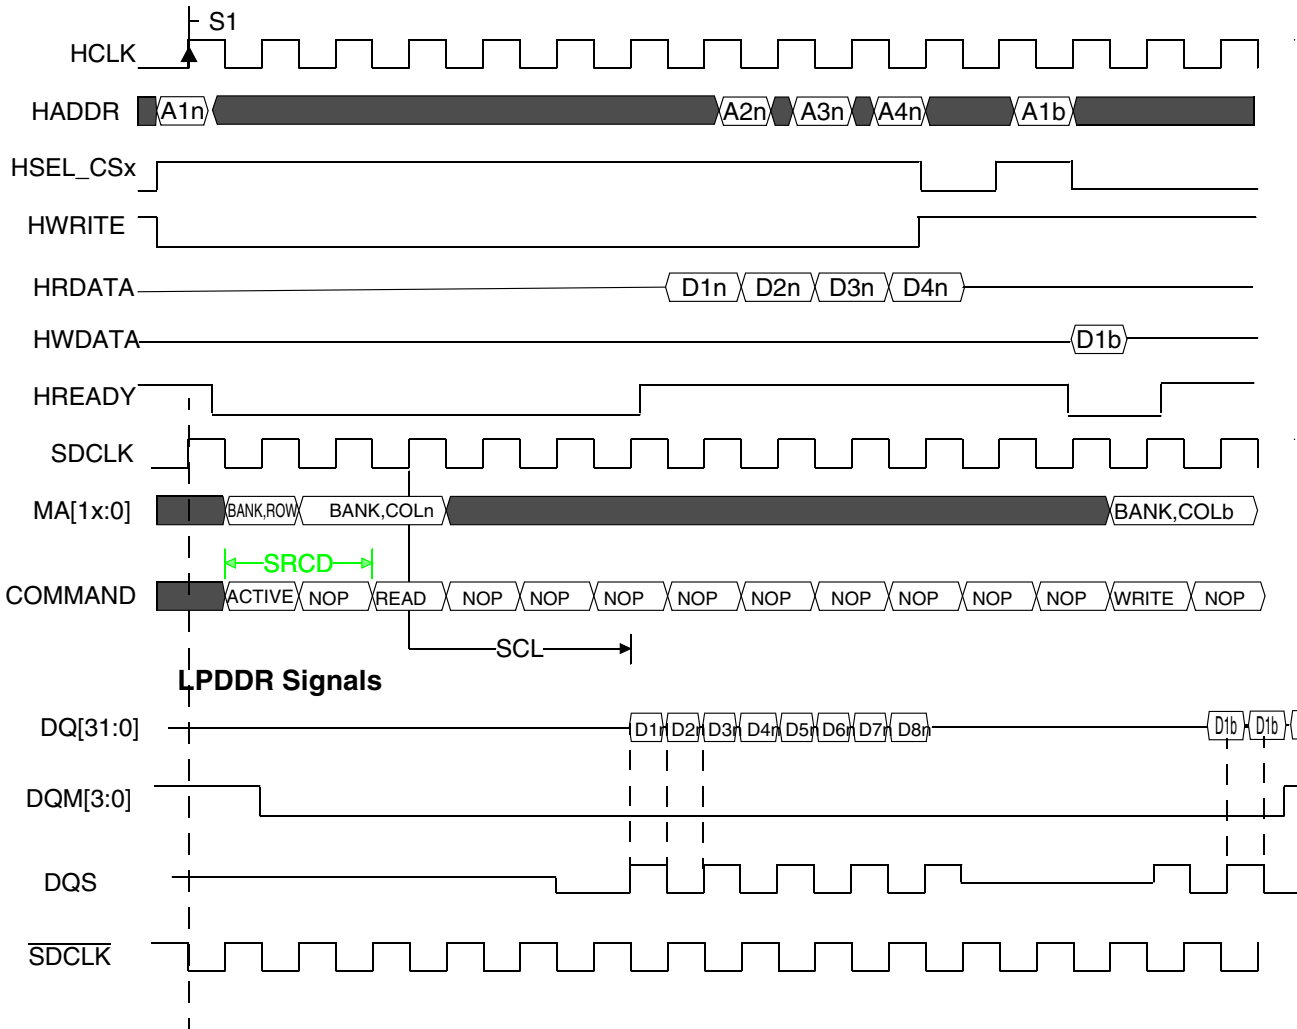 S1
HCLK
HADDR A1n A2n A3n A4n A1b
HSEL_CSx
HWRITE
HRDATA D1n D2n D3n D4n
HWDATA D1b
HREADY
SDCLK
MA[1x:0] BANK,ROW BANK,COLn BANK,COLb
SRCD
COMMAND ACTIVE NOP READ NOP NOP NOP NOP NOP NOP NOP NOP NOP WRITE NOP
SCL
LPDDR Signals
DQ[31:0] D1n D2n D3n D4n D5n D6n D7n D8n D1b D1b
DQM[3:0]
DQS
SDCLK